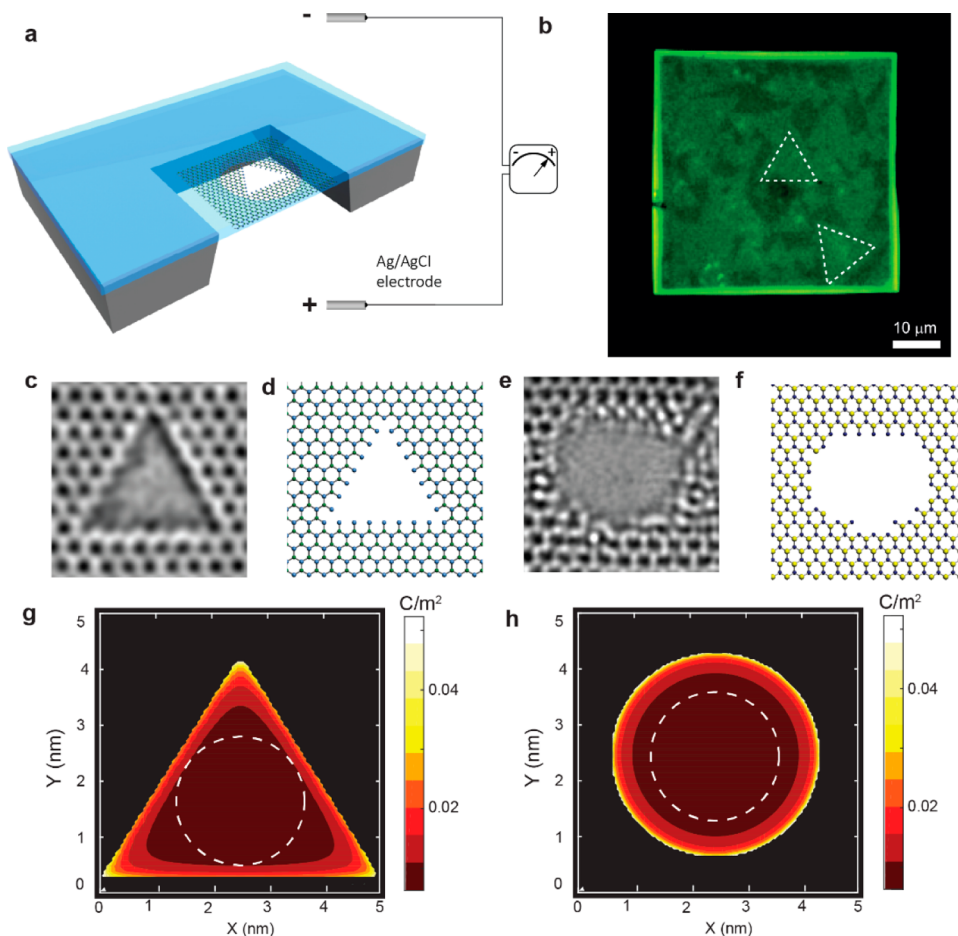 a
-
b
- +
Ag/AgCl
electrode
+
10 μm
c
d
e
f
g
C/m²
h
C/m²
5
4
3
2
1
0
Y (nm)
0 1 2 3 4 5
X (nm)
0.04
0.02
5
4
3
2
1
0
Y (nm)
0 1 2 3 4 5
X (nm)
0.04
0.02